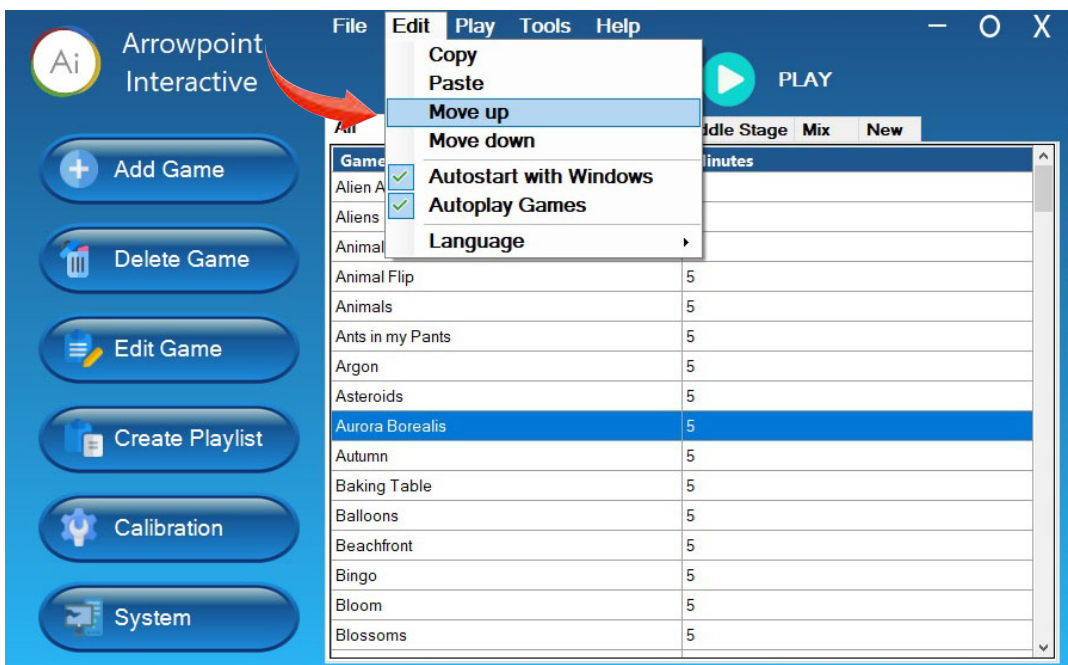 Ai
Arrowpoint
Interactive
File Edit Play Tools Help
— O X
Copy
Paste
Move up
Move down
Autostart with Windows
Autoplay Games
Language
PLAY
All ddle Stage Mix New
Game inutes
Alien A
Aliens
Animal
Animal Flip 5
Animals 5
Ants in my Pants 5
Argon 5
Asteroids 5
Aurora Borealis 5
Autumn 5
Baking Table 5
Balloons 5
Beachfront 5
Bingo 5
Bloom 5
Blossoms 5
Add Game
Delete Game
Edit Game
Create Playlist
Calibration
System